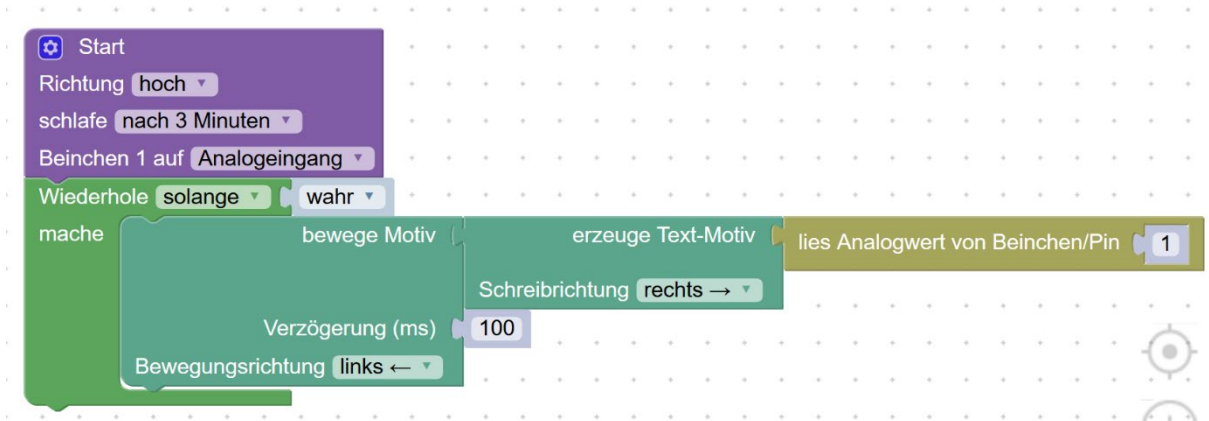 Start
Richtung hoch
schlafe nach 3 Minuten
Beinchen 1 auf Analogeingang
Wiederhole solange wahr
mache bewege Motiv erzeuge Text-Motiv lies Analogwert von Beinchen/Pin 1
Schreibrichtung rechts →
Verzögerung (ms) 100
Bewegungsrichtung links ←